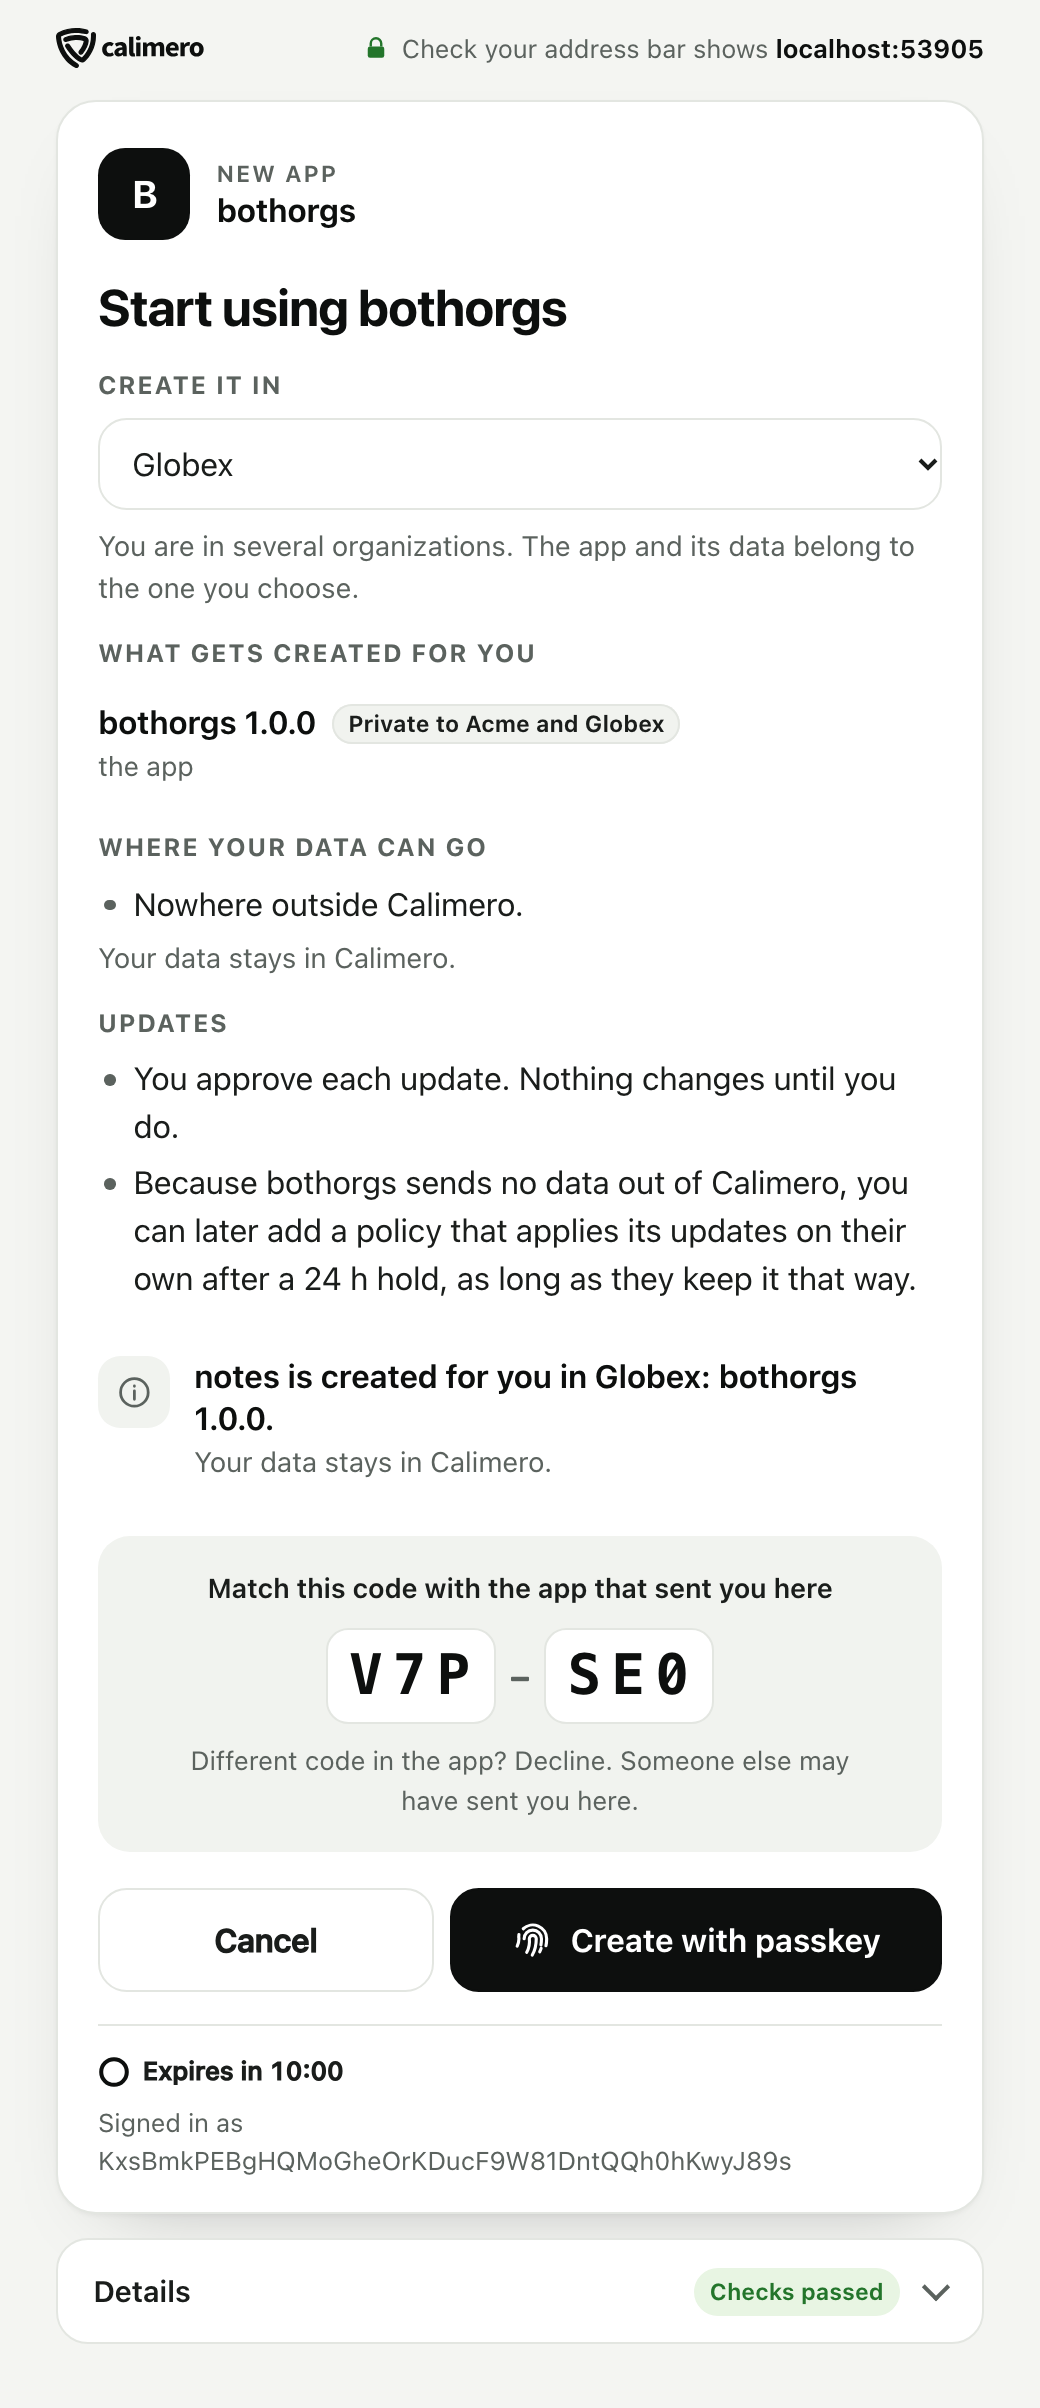 calimero
Check your address bar shows localhost:53905
B
NEW APP
bothorgs
Start using bothorgs
CREATE IT IN
Globex
You are in several organizations. The app and its data belong to
the one you choose.
WHAT GETS CREATED FOR YOU
bothorgs 1.0.0 Private to Acme and Globex
the app
WHERE YOUR DATA CAN GO
Nowhere outside Calimero.
Your data stays in Calimero.
UPDATES
You approve each update. Nothing changes until you
do.
Because bothorgs sends no data out of Calimero, you
can later add a policy that applies its updates on their
own after a 24 h hold, as long as they keep it that way.
notes is created for you in Globex: bothorgs
1.0.0.
Your data stays in Calimero.
Match this code with the app that sent you here
V7P - SE0
Different code in the app? Decline. Someone else may
have sent you here.
Cancel
Create with passkey
Expires in 10:00
Signed in as
KxsBmkPEBgHQMoGheOrKDucF9W81DntQQh0hKwyJ89s
Details
Checks passed